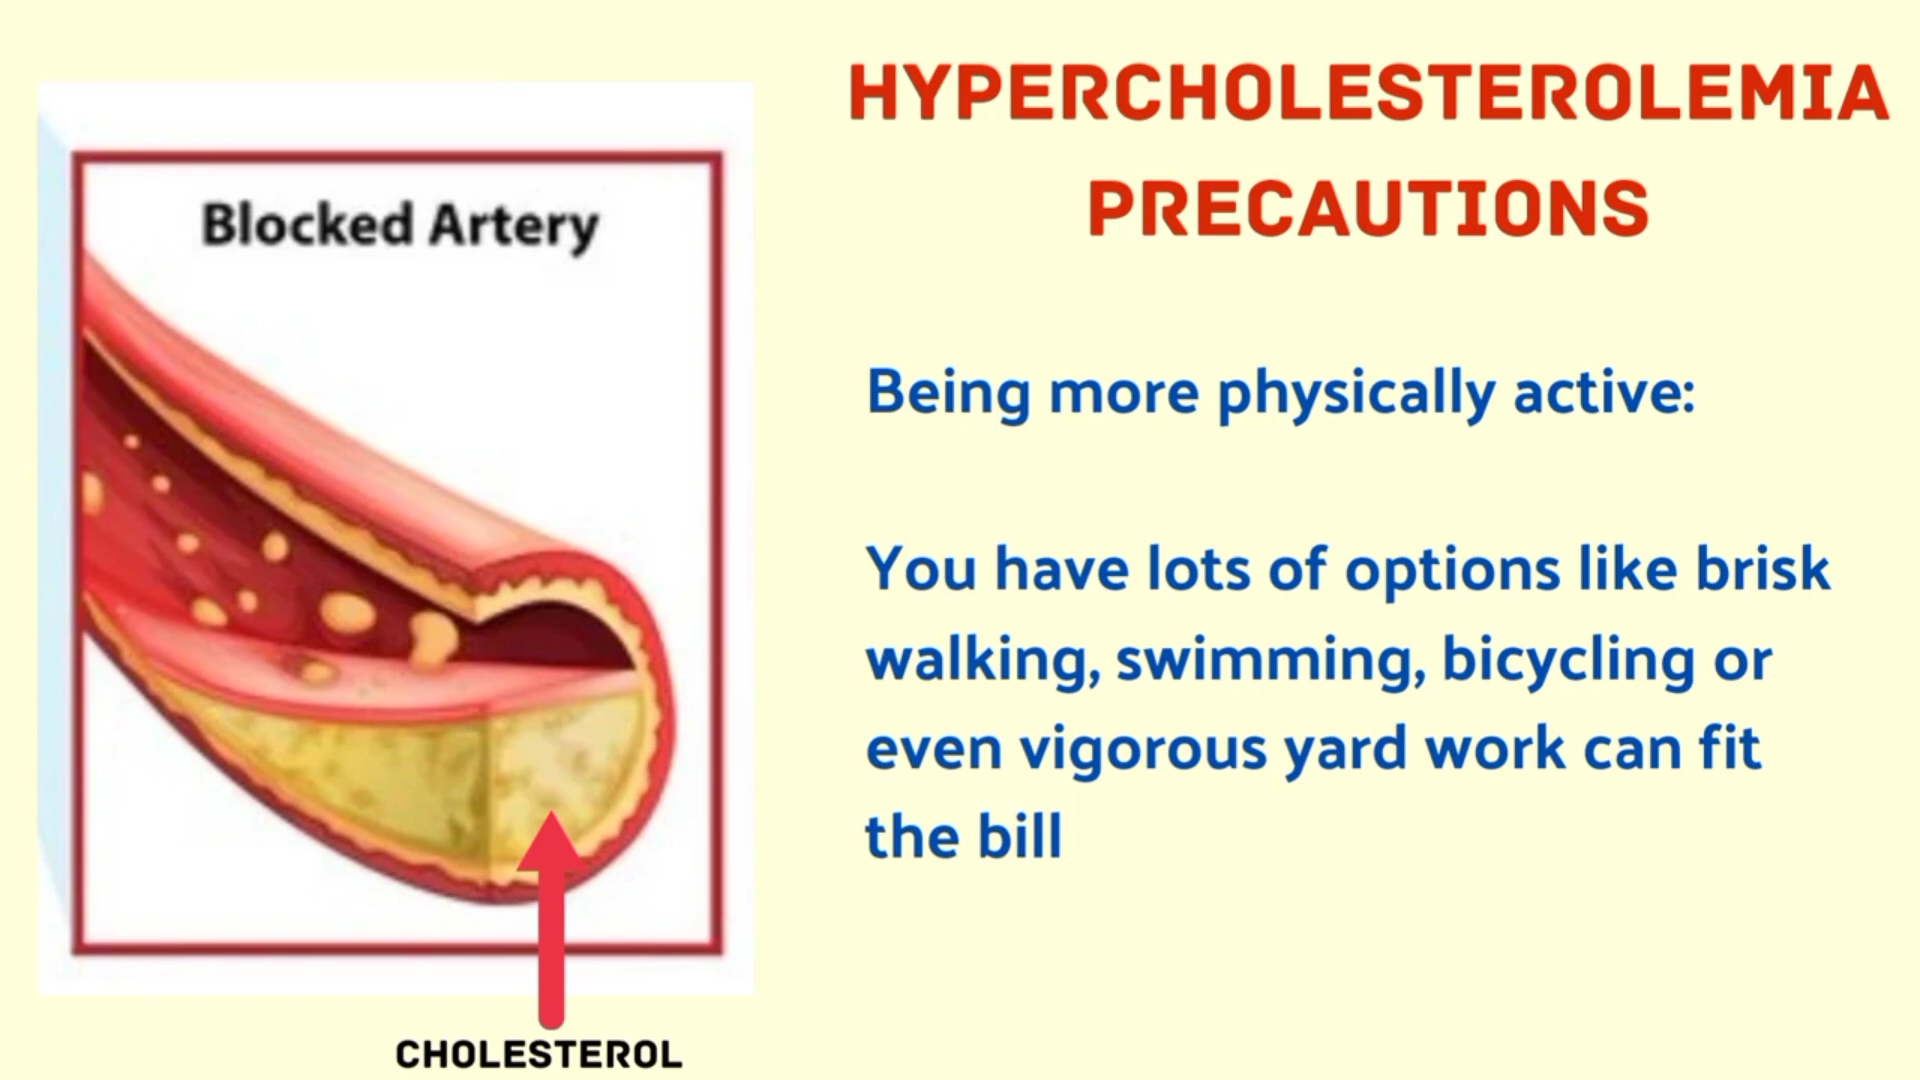 HYPERCHOLESTEROLEMIA
PRECAUTIONS
Blocked Artery
Being more physically active:
You have lots of options like brisk
walking, swimming, bicycling or
even vigorous yard work can fit
the bill
CHOLESTEROL